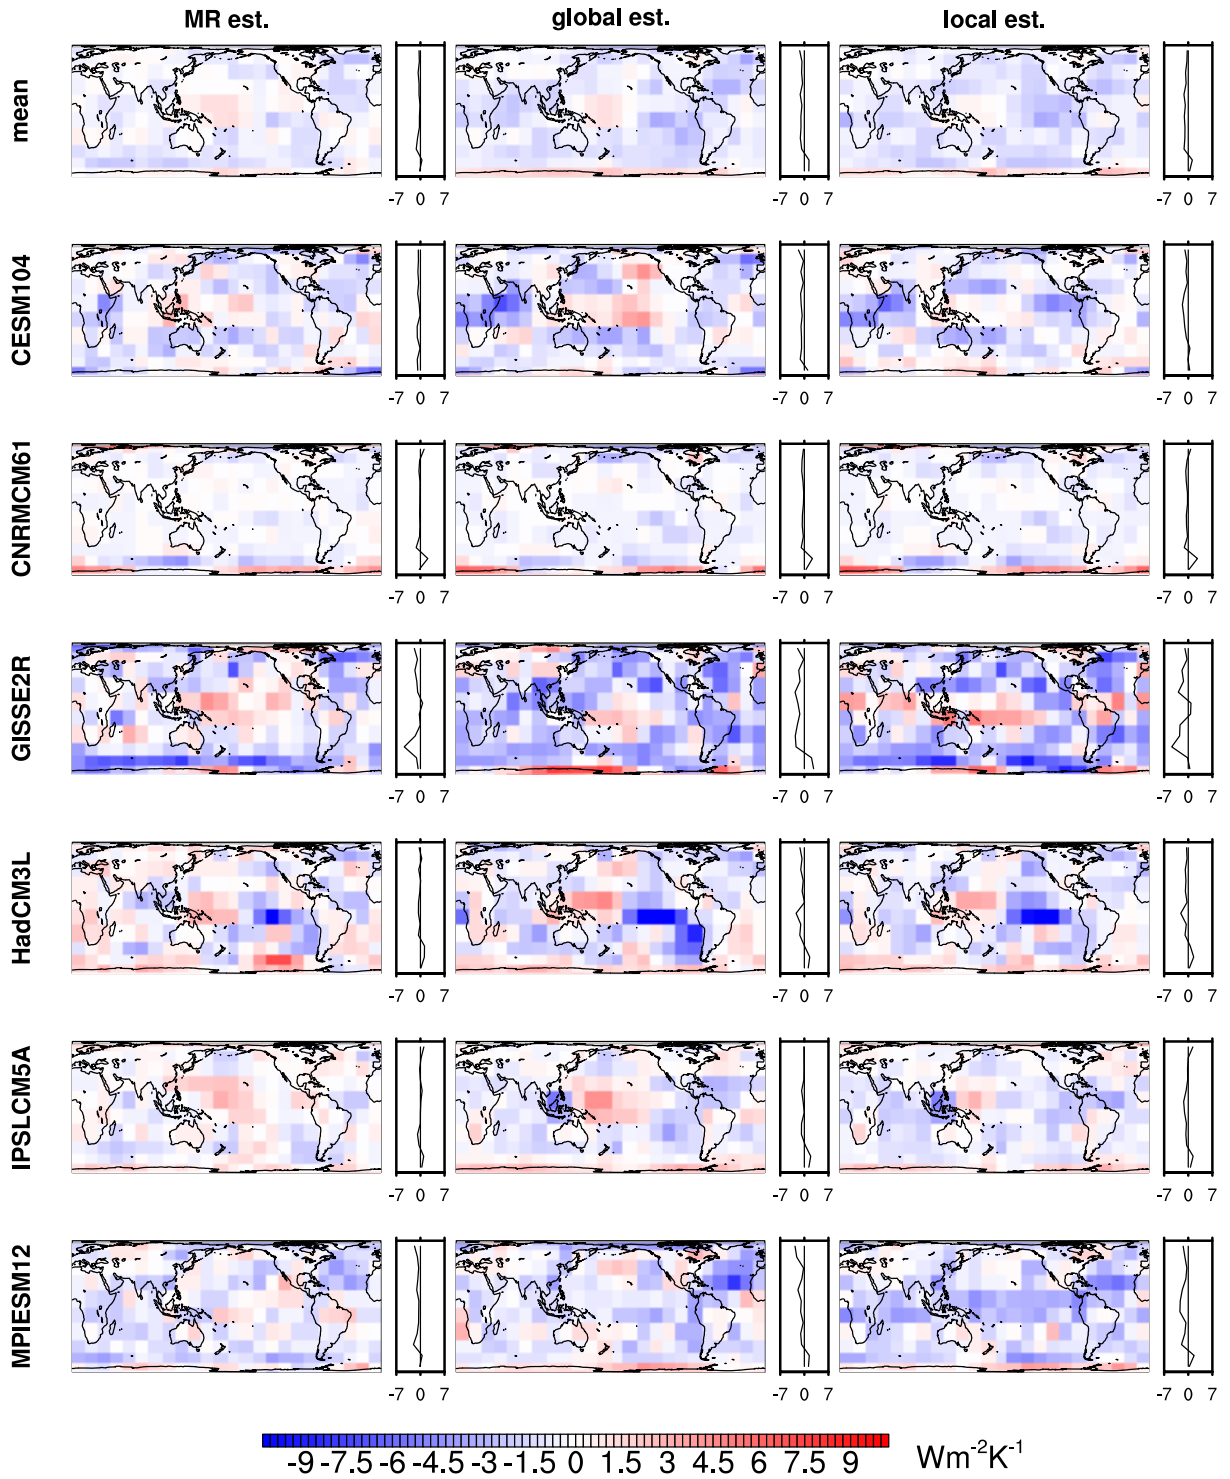 MR est. global est. local est.
mean
-7 0 7 -7 0 7 -7 0 7
CESM104
-7 0 7 -7 0 7 -7 0 7
CNRMCM61
-7 0 7 -7 0 7 -7 0 7
GISSE2R
-7 0 7 -7 0 7 -7 0 7
HadCM3L
-7 0 7 -7 0 7 -7 0 7
IPSLCM5A
-7 0 7 -7 0 7 -7 0 7
MPIESM12
-7 0 7 -7 0 7 -7 0 7
-9 -7.5 -6 -4.5 -3 -1.5 0 1.5 3 4.5 6 7.5 9 Wm⁻²K⁻¹